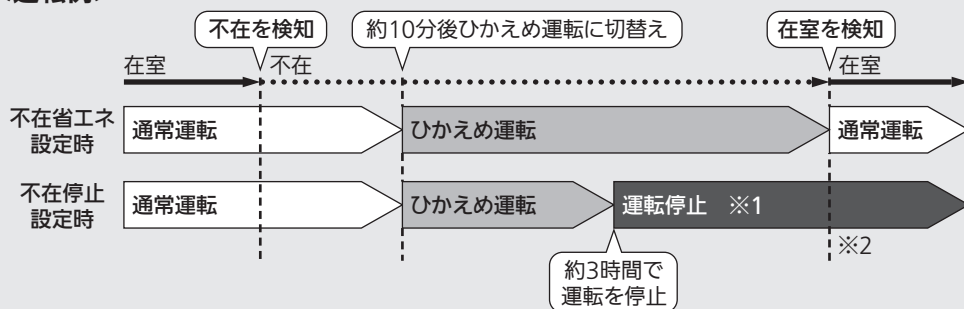 不在を検知
約10分後ひかえめ運転に切替え
在室を検知
在室
不在
在室
不在省エネ
設定時
通常運転
ひかえめ運転
通常運転
不在停止
設定時
通常運転
ひかえめ運転
運転停止 ※1
※2
約3時間で
運転を停止